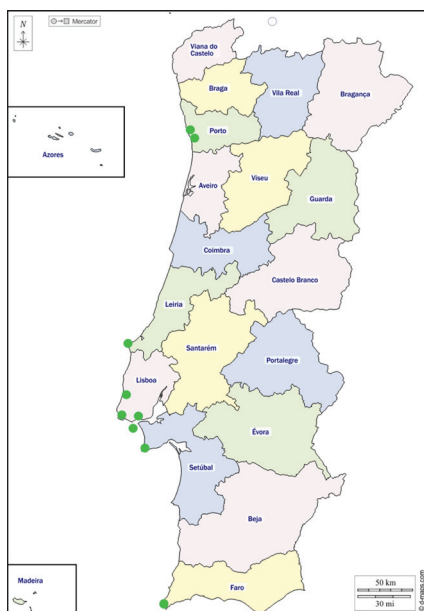 N
Mercator
Viana do
Castelo
Braga
Vila Real
Bragança
Porto
Azores
Aveiro
Viseu
Guarda
Coimbra
Castelo Branco
Leiria
Santarém
Portalegre
Lisboa
Évora
Setúbal
Beja
Madeira
Faro
50 km
30 mi
© d-maps.com